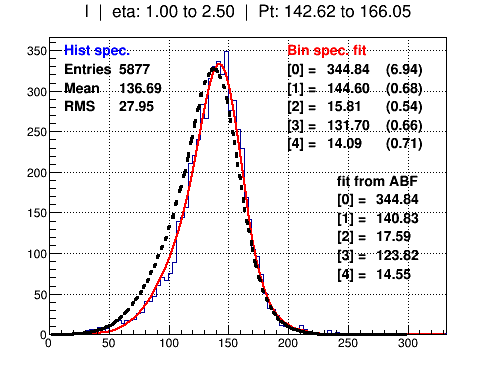 I | eta: 1.00 to 2.50 | Pt: 142.62 to 166.05
Hist spec.
Entries 5877
Mean 136.69
RMS 27.95
Bin spec. fit
[0] = 344.84 (6.94)
[1] = 144.60 (0.68)
[2] = 15.81 (0.54)
[3] = 131.70 (0.66)
[4] = 14.09 (0.71)
fit from ABF
[0] = 344.84
[1] = 140.83
[2] = 17.59
[3] = 123.62
[4] = 14.55
350
300
250
200
150
100
50
0
0 50 100 150 200 250 300